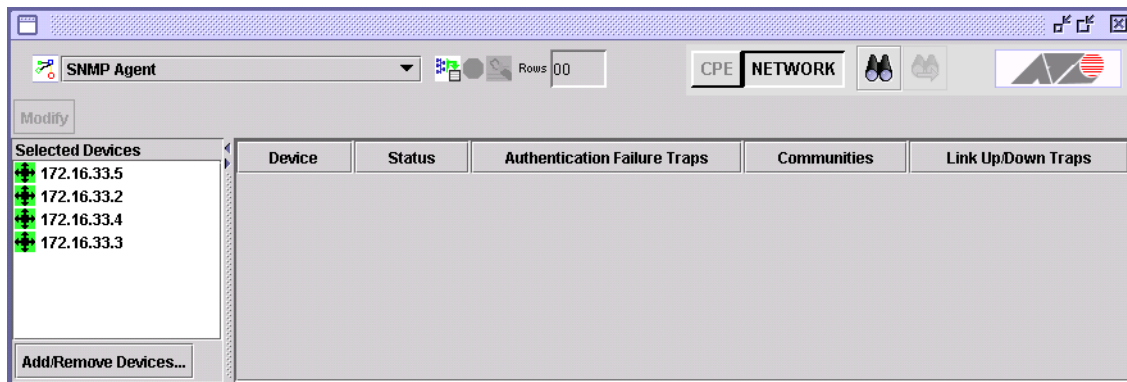 SNMP Agent Rows 00 CPE NETWORK
Modify
Selected Devices
Device Status Authentication Failure Traps Communities Link Up/Down Traps
172.16.33.5
172.16.33.2
172.16.33.4
172.16.33.3
Add/Remove Devices...